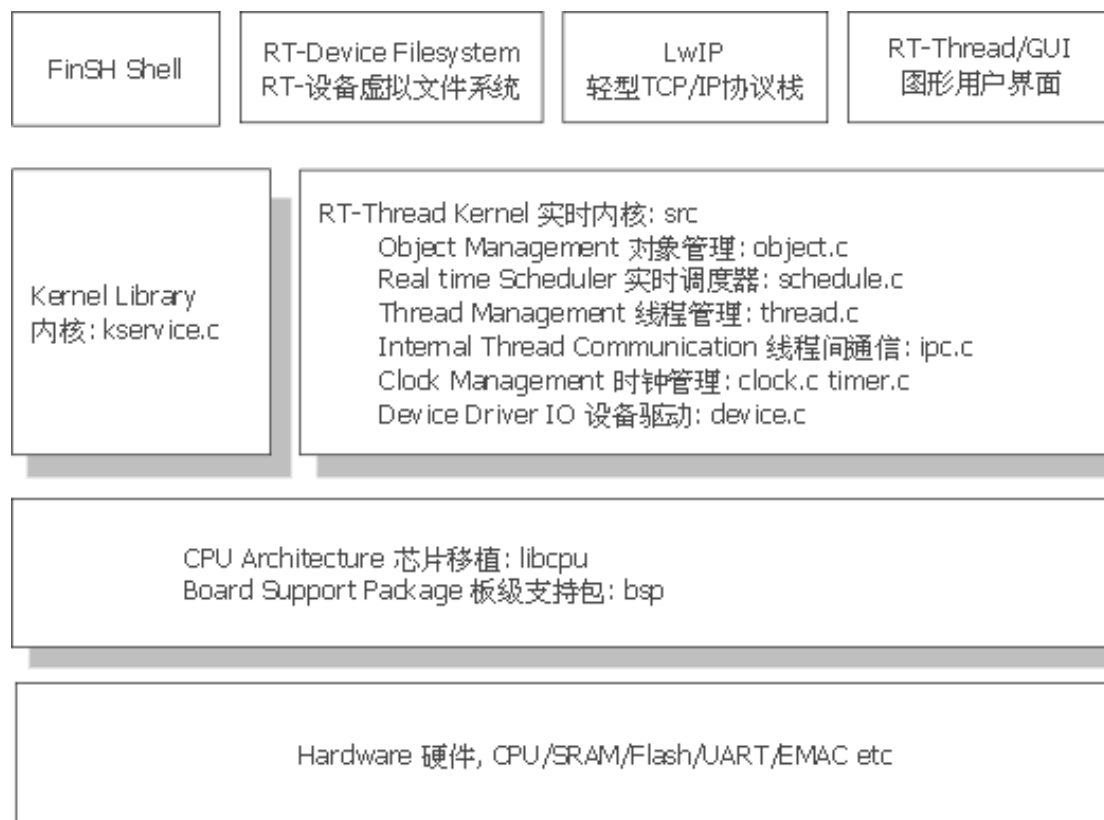 FinSH Shell
RT-Device Filesystem
RT-设备虚拟文件系统
LwIP
轻型TCP/IP协议栈
RT-Thread/GUI
图形用户界面
Kernel Library
内核: kservice.c
RT-Thread Kernel 实时内核: src
Object Management 对象管理: object.c
Real time Scheduler 实时调度器: schedule.c
Thread Management 线程管理: thread.c
Internal Thread Communication 线程间通信: ipc.c
Clock Management 时钟管理: clock.c timer.c
Device Driver IO 设备驱动: device.c
CPU Architecture 芯片移植: libcpu
Board Support Package 板级支持包: bsp
Hardware 硬件, CPU/SRAM/Flash/UART/EMAC etc